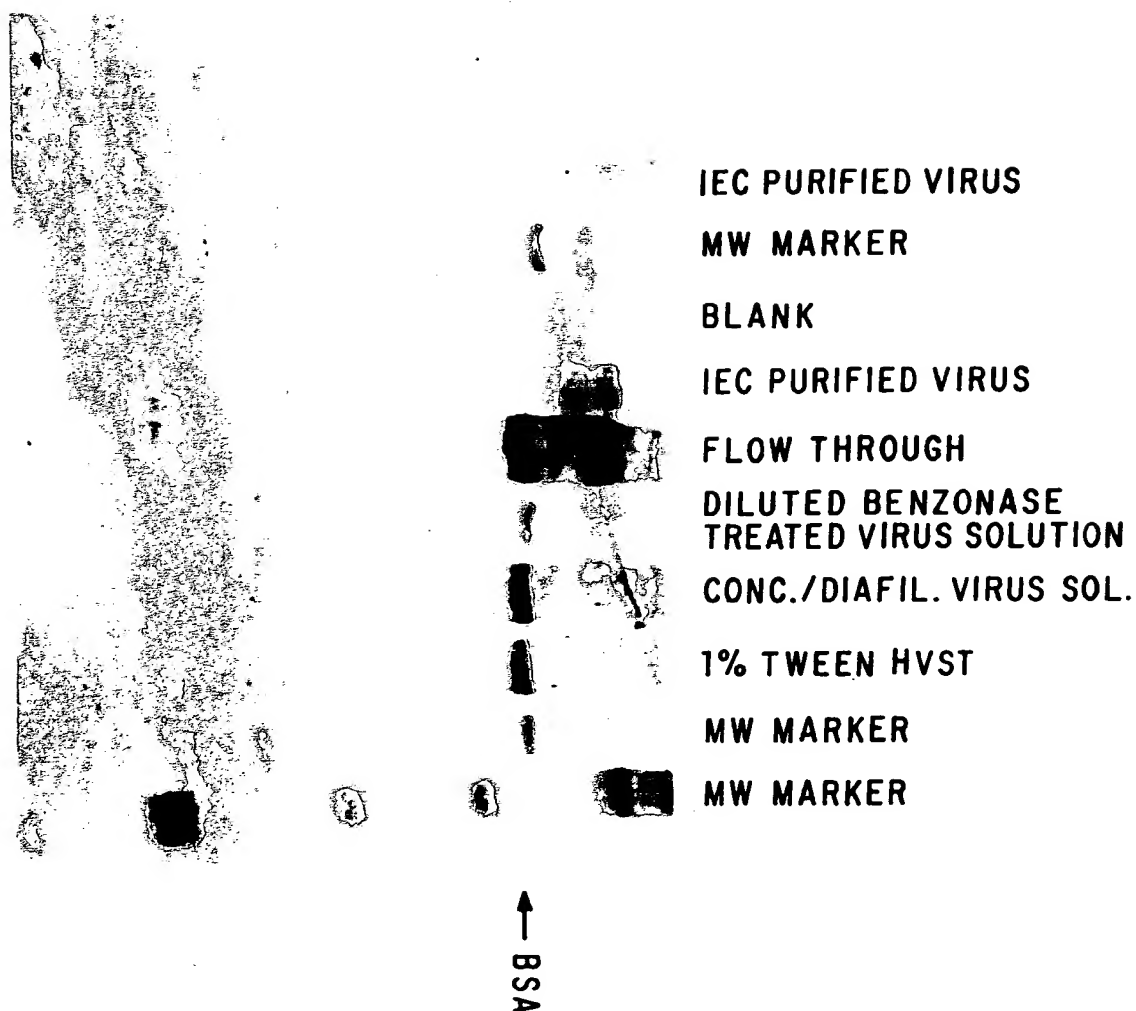 IEC PURIFIED VIRUS
MW MARKER
BLANK
IEC PURIFIED VIRUS
FLOW THROUGH
DILUTED BENZONASE
TREATED VIRUS SOLUTION
CONC./DIAFIL. VIRUS SOL.
1% TWEEN HVST
MW MARKER
MW MARKER
BSA